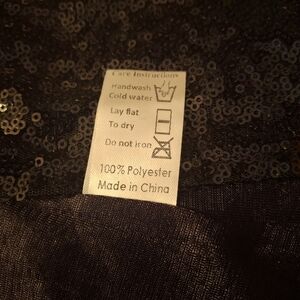 Care Instructions
Handwash
Cold water
Lay flat
To dry
Do not iron
100% Polyester
Made in China